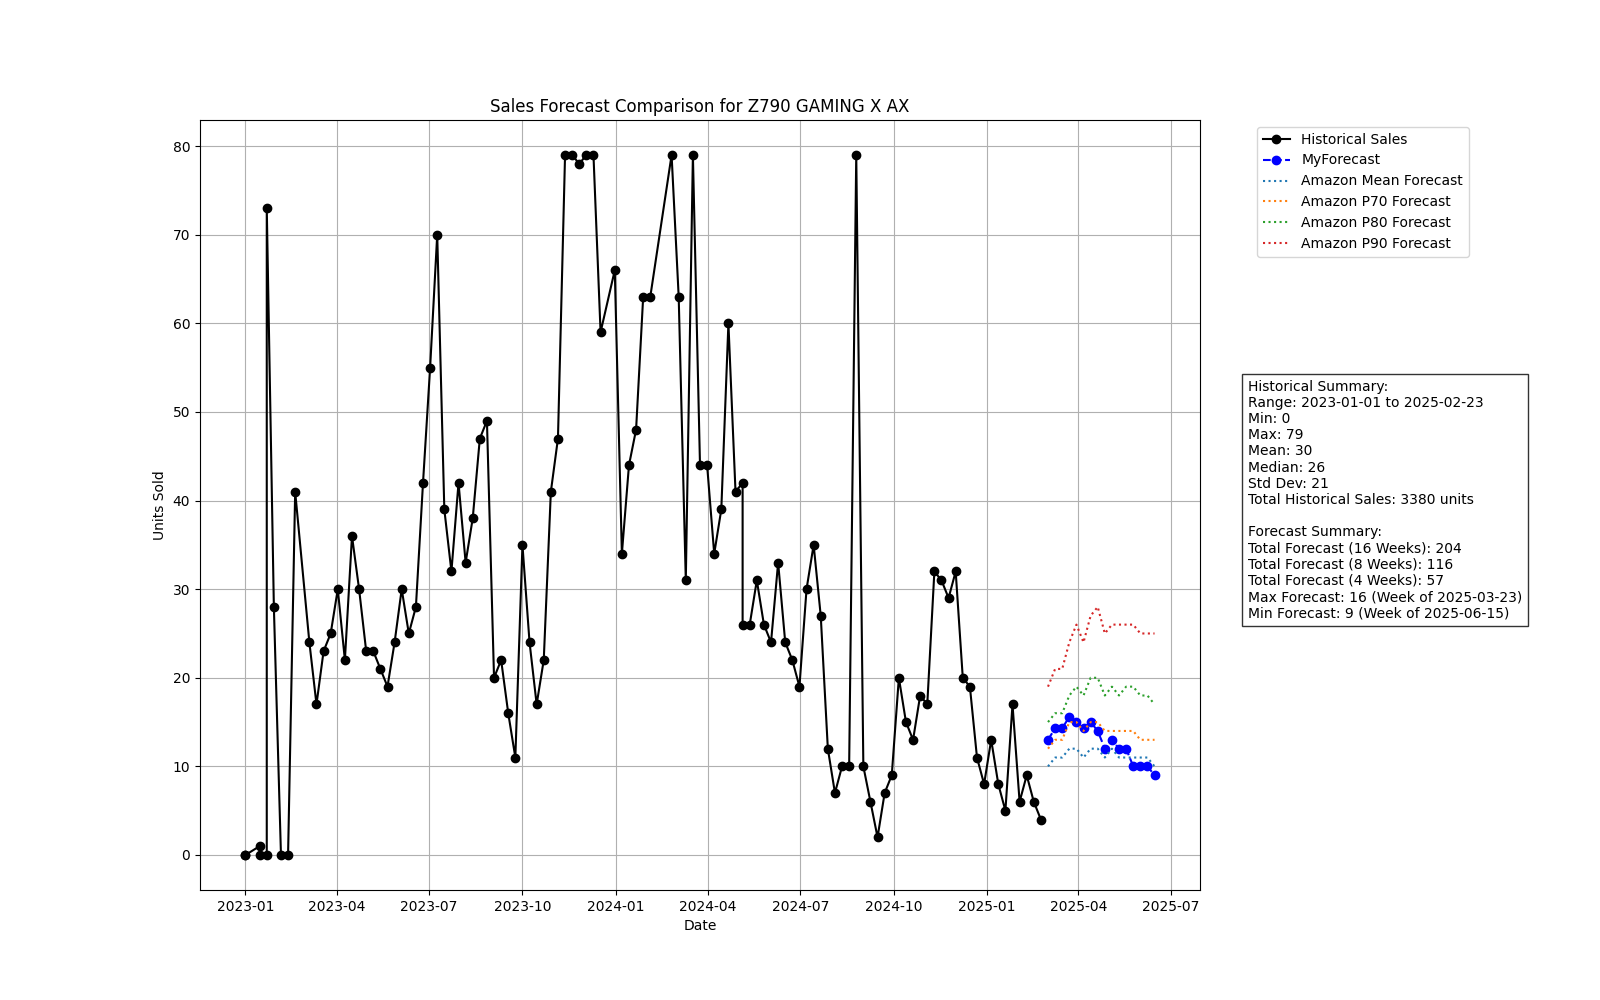 Sales Forecast Comparison for Z790 GAMING X AX
Units Sold
80
70
60
50
40
30
20
10
0
2023-01
2023-04
2023-07
2023-10
2024-01
2024-04
2024-07
2024-10
2025-01
2025-04
2025-07
Date
Historical Sales
MyForecast
Amazon Mean Forecast
Amazon P70 Forecast
Amazon P80 Forecast
Amazon P90 Forecast
Historical Summary:
Range: 2023-01-01 to 2025-02-23
Min: 0
Max: 79
Mean: 30
Median: 26
Std Dev: 21
Total Historical Sales: 3380 units
Forecast Summary:
Total Forecast (16 Weeks): 204
Total Forecast (8 Weeks): 116
Total Forecast (4 Weeks): 57
Max Forecast: 16 (Week of 2025-03-23)
Min Forecast: 9 (Week of 2025-06-15)